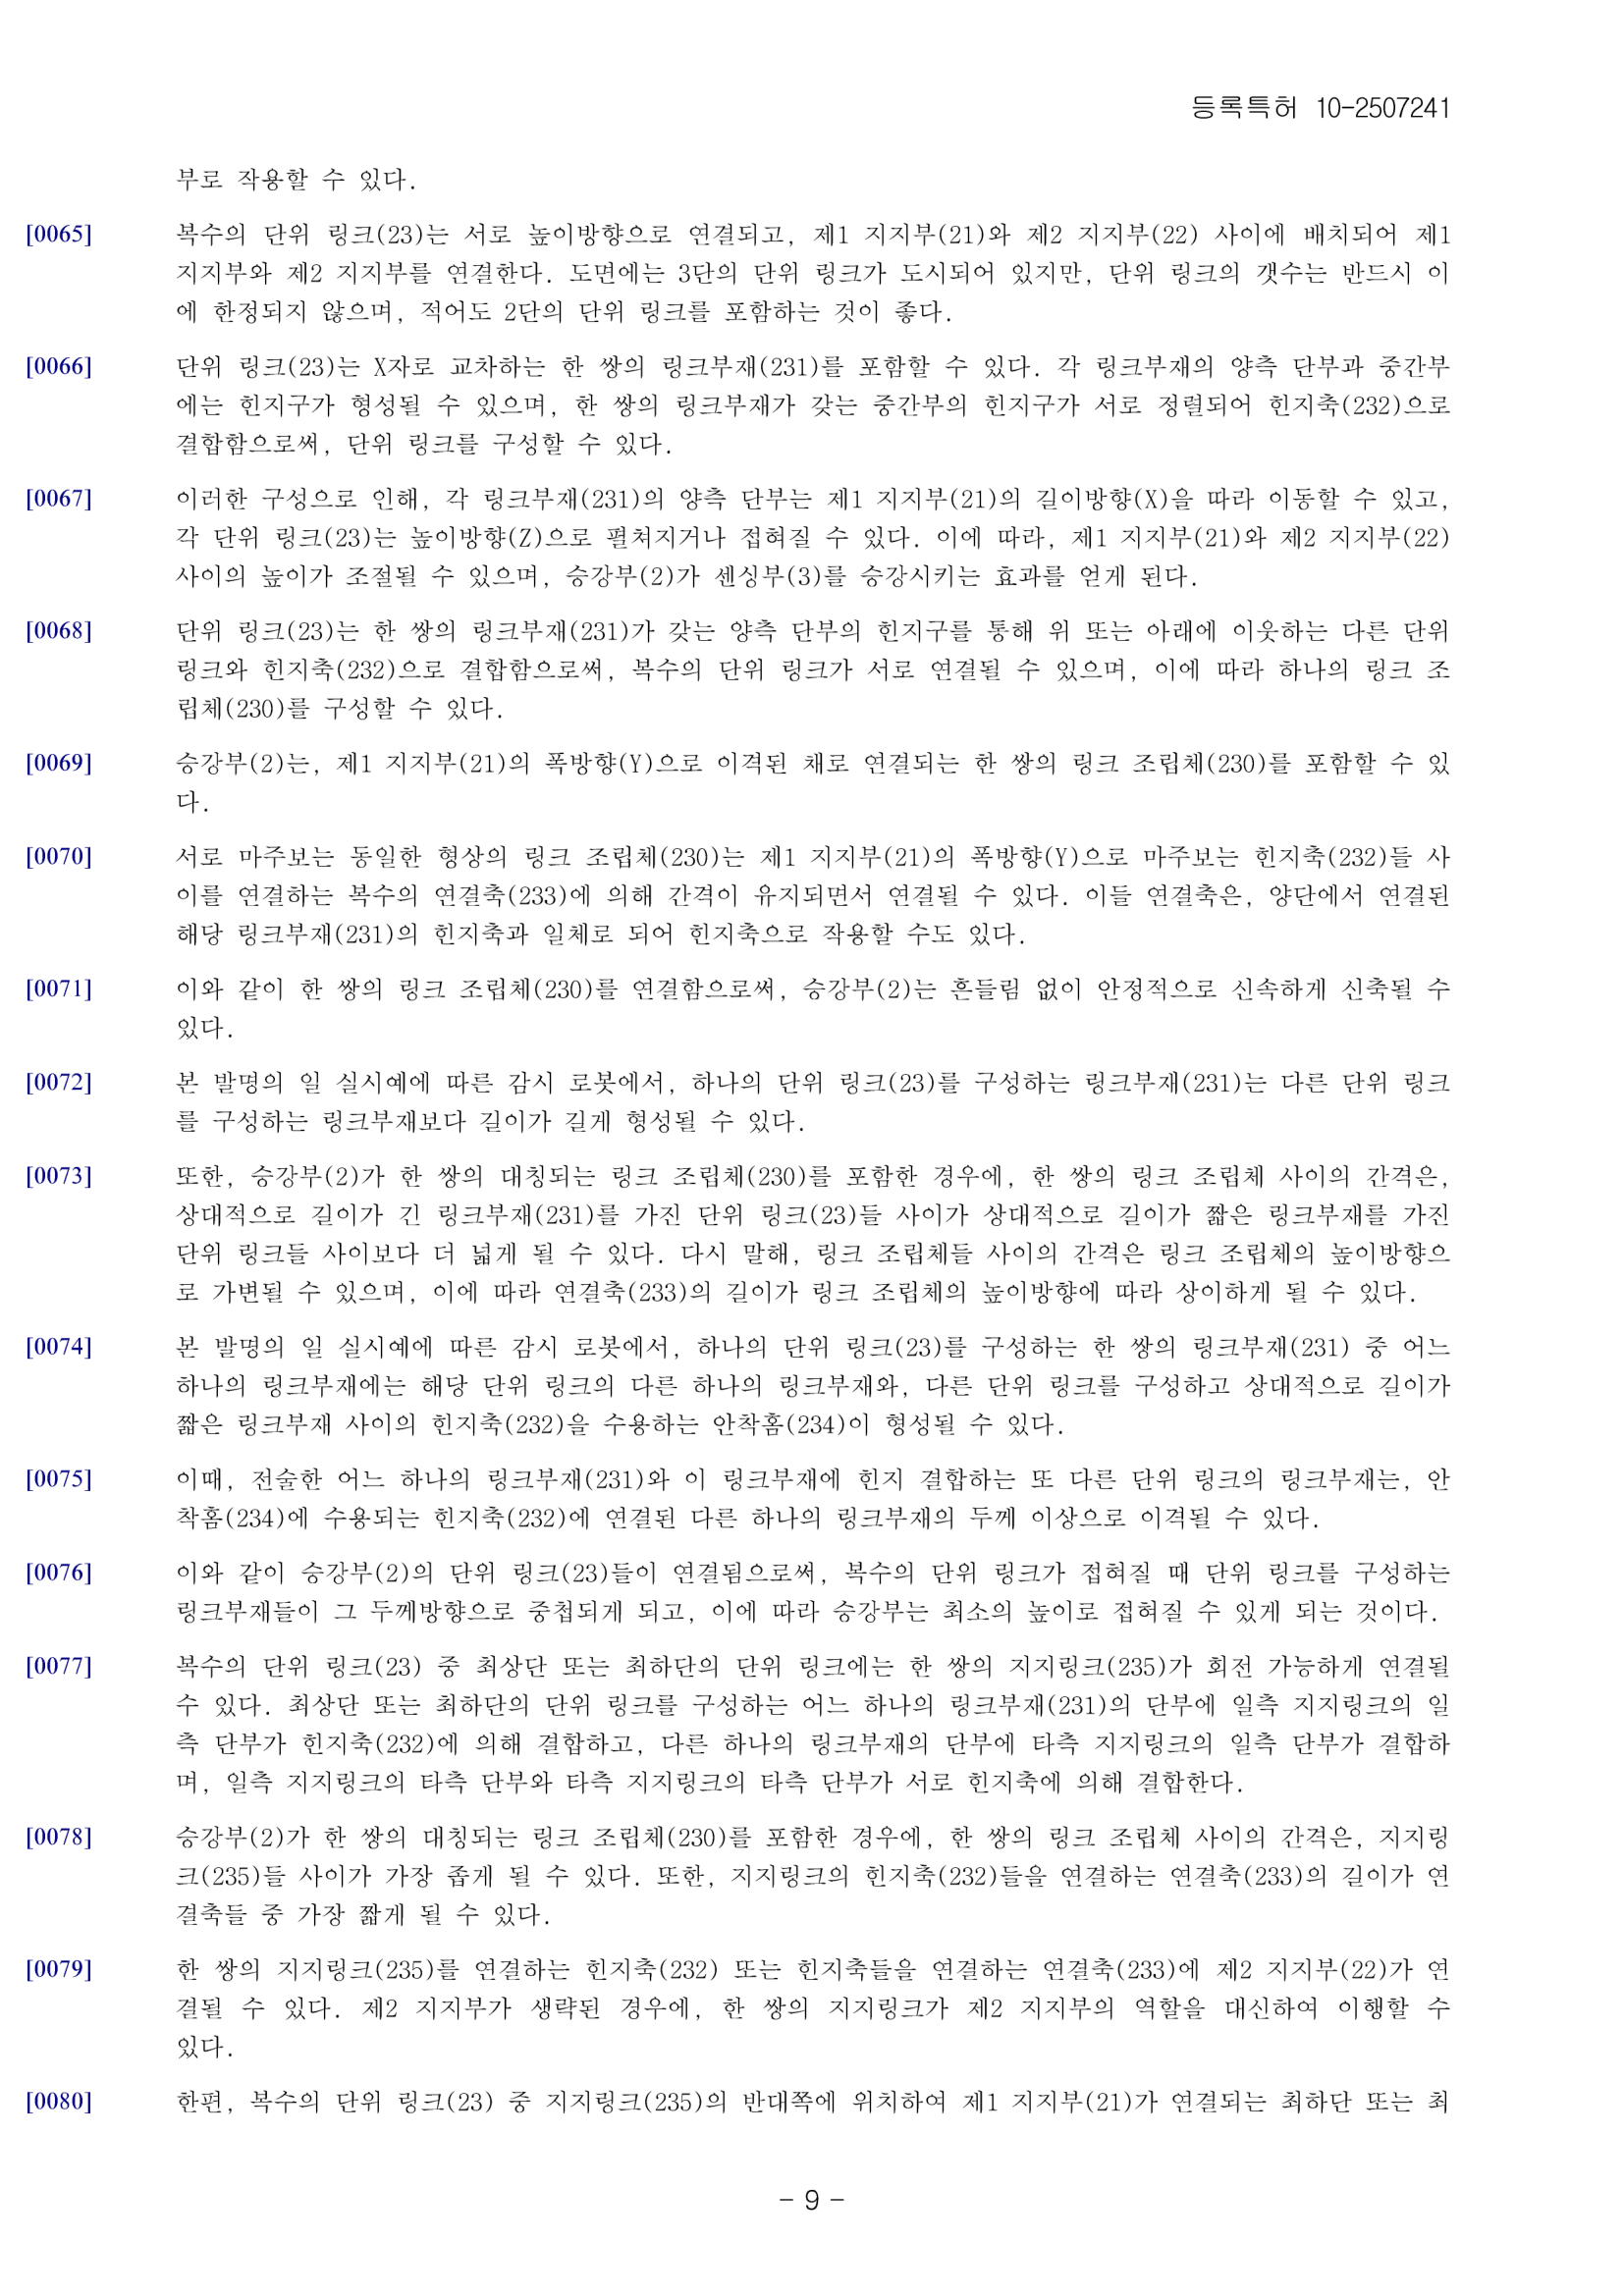 등록특허 10-2507241
부로 작용할 수 있다.
[0065] 복수의 단위 링크(23)는 서로 높이방향으로 연결되고, 제1 지지부(21)와 제2 지지부(22) 사이에 배치되어 제1
지지부와 제2 지지부를 연결한다. 도면에는 3단의 단위 링크가 도시되어 있지만, 단위 링크의 갯수는 반드시 이
에 한정되지 않으며, 적어도 2단의 단위 링크를 포함하는 것이 좋다.
[0066] 단위 링크(23)는 X자로 교차하는 한 쌍의 링크부재(231)를 포함할 수 있다. 각 링크부재의 양측 단부과 중간부
에는 힌지구가 형성될 수 있으며, 한 쌍의 링크부재가 갖는 중간부의 힌지구가 서로 정렬되어 힌지축(232)으로
결합함으로써, 단위 링크를 구성할 수 있다.
[0067] 이러한 구성으로 인해, 각 링크부재(231)의 양측 단부는 제1 지지부(21)의 길이방향(X)을 따라 이동할 수 있고,
각 단위 링크(23)는 높이방향(Z)으로 펼쳐지거나 접혀질 수 있다. 이에 따라, 제1 지지부(21)와 제2 지지부(22)
사이의 높이가 조절될 수 있으며, 승강부(2)가 센싱부(3)를 승강시키는 효과를 얻게 된다.
[0068] 단위 링크(23)는 한 쌍의 링크부재(231)가 갖는 양측 단부의 힌지구를 통해 위 또는 아래에 이웃하는 다른 단위
링크와 힌지축(232)으로 결합함으로써, 복수의 단위 링크가 서로 연결될 수 있으며, 이에 따라 하나의 링크 조
립체(230)를 구성할 수 있다.
[0069] 승강부(2)는, 제1 지지부(21)의 폭방향(Y)으로 이격된 채로 연결되는 한 쌍의 링크 조립체(230)를 포함할 수 있
다.
[0070] 서로 마주보는 동일한 형상의 링크 조립체(230)는 제1 지지부(21)의 폭방향(Y)으로 마주보는 힌지축(232)들 사
이를 연결하는 복수의 연결축(233)에 의해 간격이 유지되면서 연결될 수 있다. 이들 연결축은, 양단에서 연결된
해당 링크부재(231)의 힌지축과 일체로 되어 힌지축으로 작용할 수도 있다.
[0071] 이와 같이 한 쌍의 링크 조립체(230)를 연결함으로써, 승강부(2)는 흔들림 없이 안정적으로 신속하게 신축될 수
있다.
[0072] 본 발명의 일 실시예에 따른 감시 로봇에서, 하나의 단위 링크(23)를 구성하는 링크부재(231)는 다른 단위 링크
를 구성하는 링크부재보다 길이가 길게 형성될 수 있다.
[0073] 또한, 승강부(2)가 한 쌍의 대칭되는 링크 조립체(230)를 포함한 경우에, 한 쌍의 링크 조립체 사이의 간격은,
상대적으로 길이가 긴 링크부재(231)를 가진 단위 링크(23)들 사이가 상대적으로 길이가 짧은 링크부재를 가진
단위 링크들 사이보다 더 넓게 될 수 있다. 다시 말해, 링크 조립체들 사이의 간격은 링크 조립체의 높이방향으
로 가변될 수 있으며, 이에 따라 연결축(233)의 길이가 링크 조립체의 높이방향에 따라 상이하게 될 수 있다.
[0074] 본 발명의 일 실시예에 따른 감시 로봇에서, 하나의 단위 링크(23)를 구성하는 한 쌍의 링크부재(231) 중 어느
하나의 링크부재에는 해당 단위 링크의 다른 하나의 링크부재와, 다른 단위 링크를 구성하고 상대적으로 길이가
짧은 링크부재 사이의 힌지축(232)을 수용하는 안착홈(234)이 형성될 수 있다.
[0075] 이때, 전술한 어느 하나의 링크부재(231)와 이 링크부재에 힌지 결합하는 또 다른 단위 링크의 링크부재는, 안
착홈(234)에 수용되는 힌지축(232)에 연결된 다른 하나의 링크부재의 두께 이상으로 이격될 수 있다.
[0076] 이와 같이 승강부(2)의 단위 링크(23)들이 연결됨으로써, 복수의 단위 링크가 접혀질 때 단위 링크를 구성하는
링크부재들이 그 두께방향으로 중첩되게 되고, 이에 따라 승강부는 최소의 높이로 접혀질 수 있게 되는 것이다.
[0077] 복수의 단위 링크(23) 중 최상단 또는 최하단의 단위 링크에는 한 쌍의 지지링크(235)가 회전 가능하게 연결될
수 있다. 최상단 또는 최하단의 단위 링크를 구성하는 어느 하나의 링크부재(231)의 단부에 일측 지지링크의 일
측 단부가 힌지축(232)에 의해 결합하고, 다른 하나의 링크부재의 단부에 타측 지지링크의 일측 단부가 결합하
며, 일측 지지링크의 타측 단부와 타측 지지링크의 타측 단부가 서로 힌지축에 의해 결합한다.
[0078] 승강부(2)가 한 쌍의 대칭되는 링크 조립체(230)를 포함한 경우에, 한 쌍의 링크 조립체 사이의 간격은, 지지링
크(235)들 사이가 가장 좁게 될 수 있다. 또한, 지지링크의 힌지축(232)들을 연결하는 연결축(233)의 길이가 연
결축들 중 가장 짧게 될 수 있다.
[0079] 한 쌍의 지지링크(235)를 연결하는 힌지축(232) 또는 힌지축들을 연결하는 연결축(233)에 제2 지지부(22)가 연
결될 수 있다. 제2 지지부가 생략된 경우에, 한 쌍의 지지링크가 제2 지지부의 역할을 대신하여 이행할 수
있다.
[0080] 한편, 복수의 단위 링크(23) 중 지지링크(235)의 반대쪽에 위치하여 제1 지지부(21)가 연결되는 최하단 또는 최
- 9 -